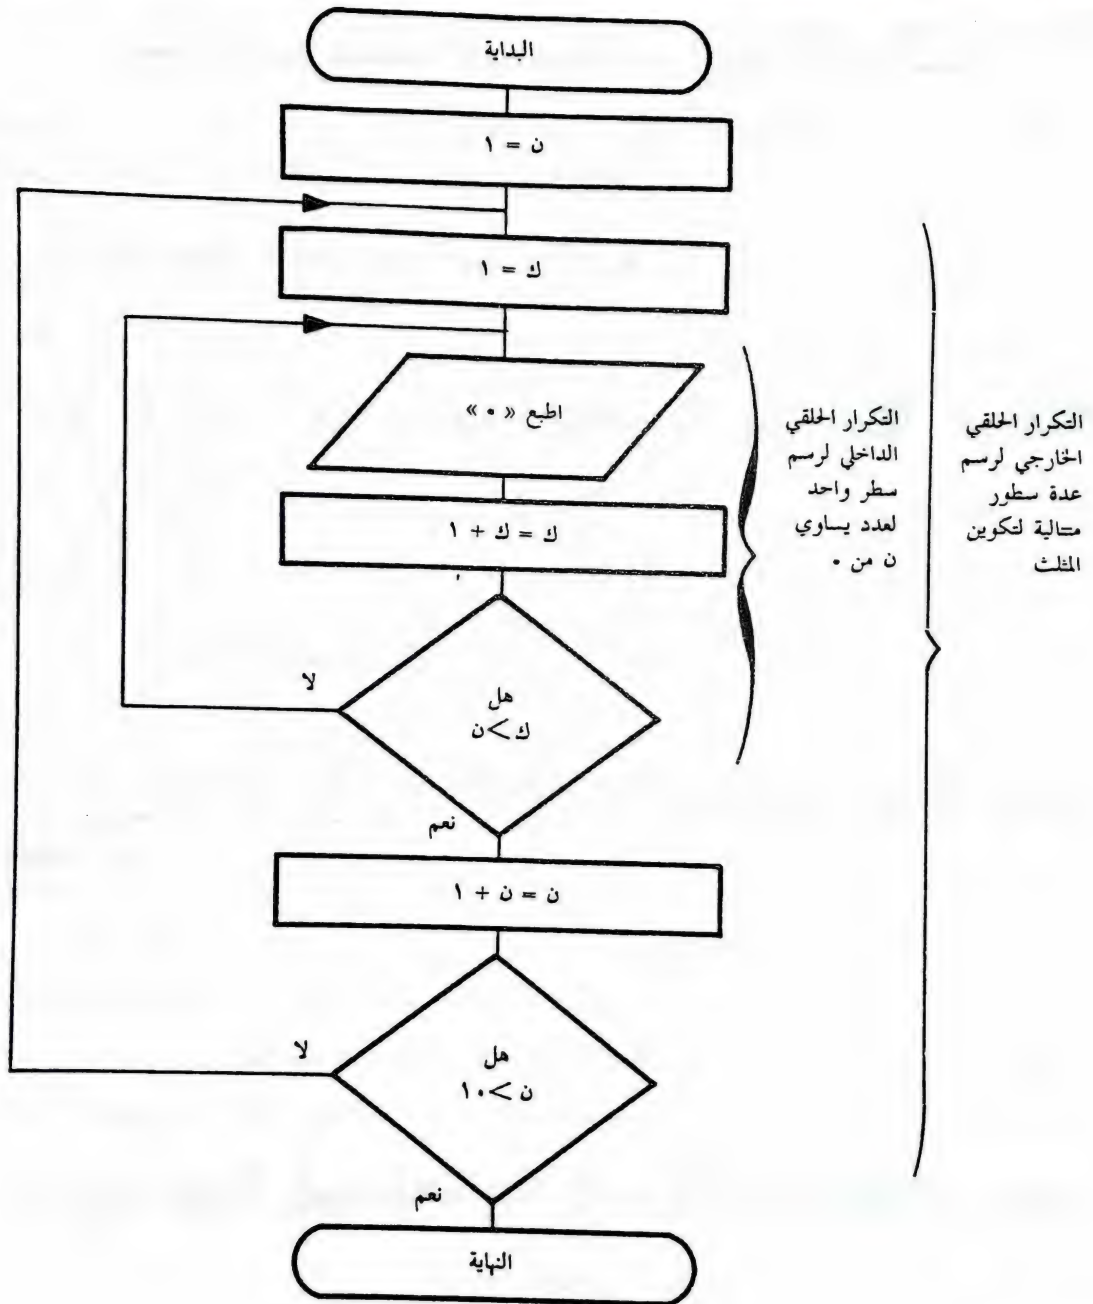 البداية
ن = ١
ك = ١
اطبع « • »
ك = ك + ١
هل
ك > ن
لا
نعم
ن = ن + ١
هل
ن > ١٠
لا
نعم
النهاية
التكرار الحلقي
الداخلي لرسم
سطر واحد
لعدد يساوي
ن من •
التكرار الحلقي
الخارجي لرسم
عدة سطور
متتالية لتكوين
المثلث